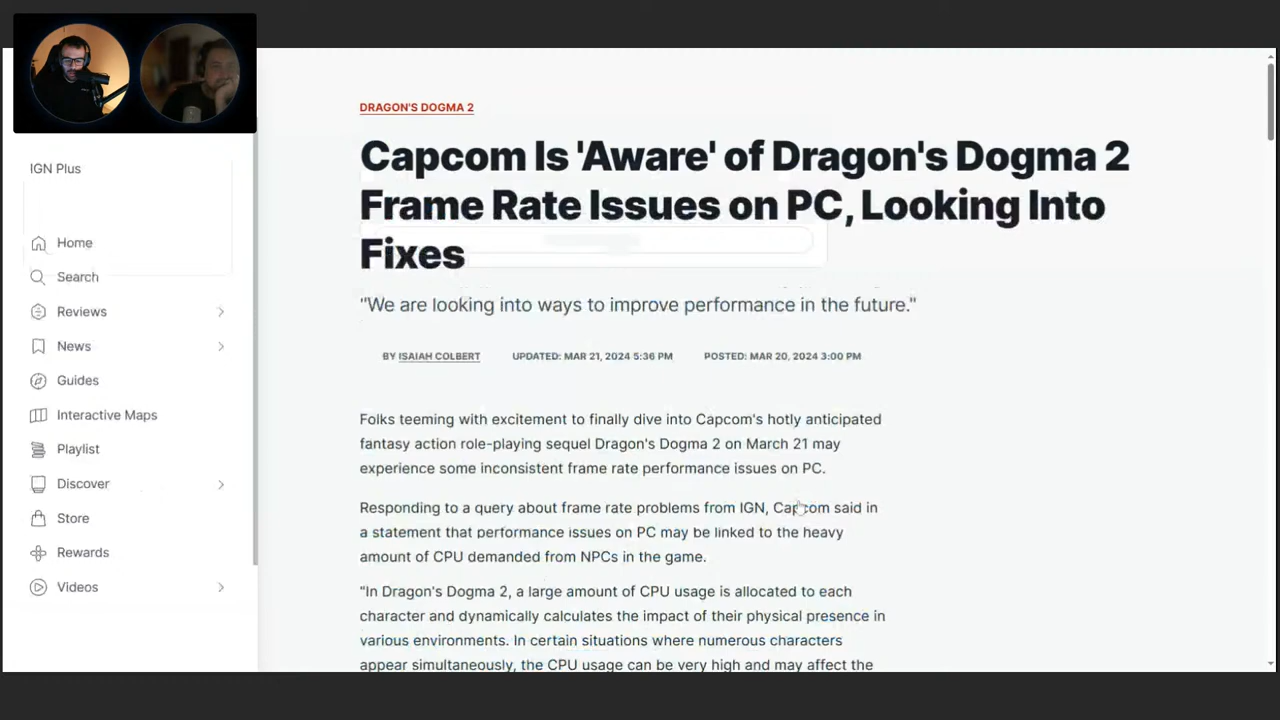 IGN Plus
Home
Search
Reviews
News
Guides
Interactive Maps
Playlist
Discover
Store
Rewards
Videos
DRAGON'S DOGMA 2
Capcom Is 'Aware' of Dragon's Dogma 2
Frame Rate Issues on PC, Looking Into
Fixes
"We are looking into ways to improve performance in the future."
BY ISAIAH COLBERT UPDATED: MAR 21, 2024 5:36 PM POSTED: MAR 20, 2024 3:00 PM
Folks teeming with excitement to finally dive into Capcom's hotly anticipated
fantasy action role-playing sequel Dragon's Dogma 2 on March 21 may
experience some inconsistent frame rate performance issues on PC.
Responding to a query about frame rate problems from IGN, Capcom said in
a statement that performance issues on PC may be linked to the heavy
amount of CPU demanded from NPCs in the game.
"In Dragon's Dogma 2, a large amount of CPU usage is allocated to each
character and dynamically calculates the impact of their physical presence in
various environments. In certain situations where numerous characters
appear simultaneously, the CPU usage can be very high and may affect the